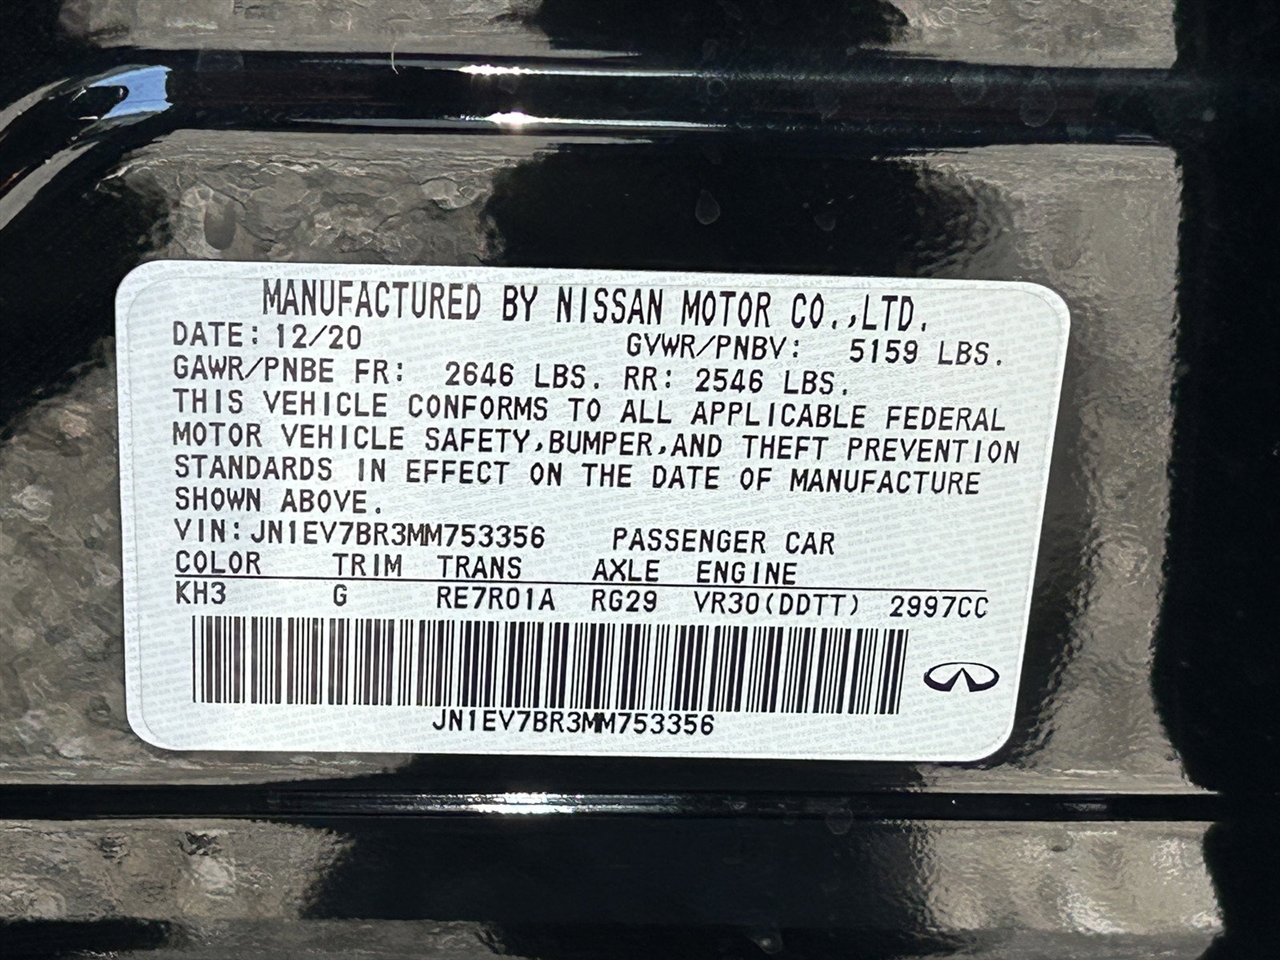 MANUFACTURED BY NISSAN MOTOR CO.,LTD.
DATE: 12/20 GVWR/PNBV: 5159 LBS.
GAWR/PNBE FR: 2646 LBS. RR: 2546 LBS.
THIS VEHICLE CONFORMS TO ALL APPLICABLE FEDERAL
MOTOR VEHICLE SAFETY,BUMPER,AND THEFT PREVENTION
STANDARDS IN EFFECT ON THE DATE OF MANUFACTURE
SHOWN ABOVE.
VIN:JN1EV7BR3MM753356 PASSENGER CAR
COLOR TRIM TRANS AXLE ENGINE
KH3 G RE7R01A RG29 VR30(DDTT) 2997CC
JN1EV7BR3MM753356